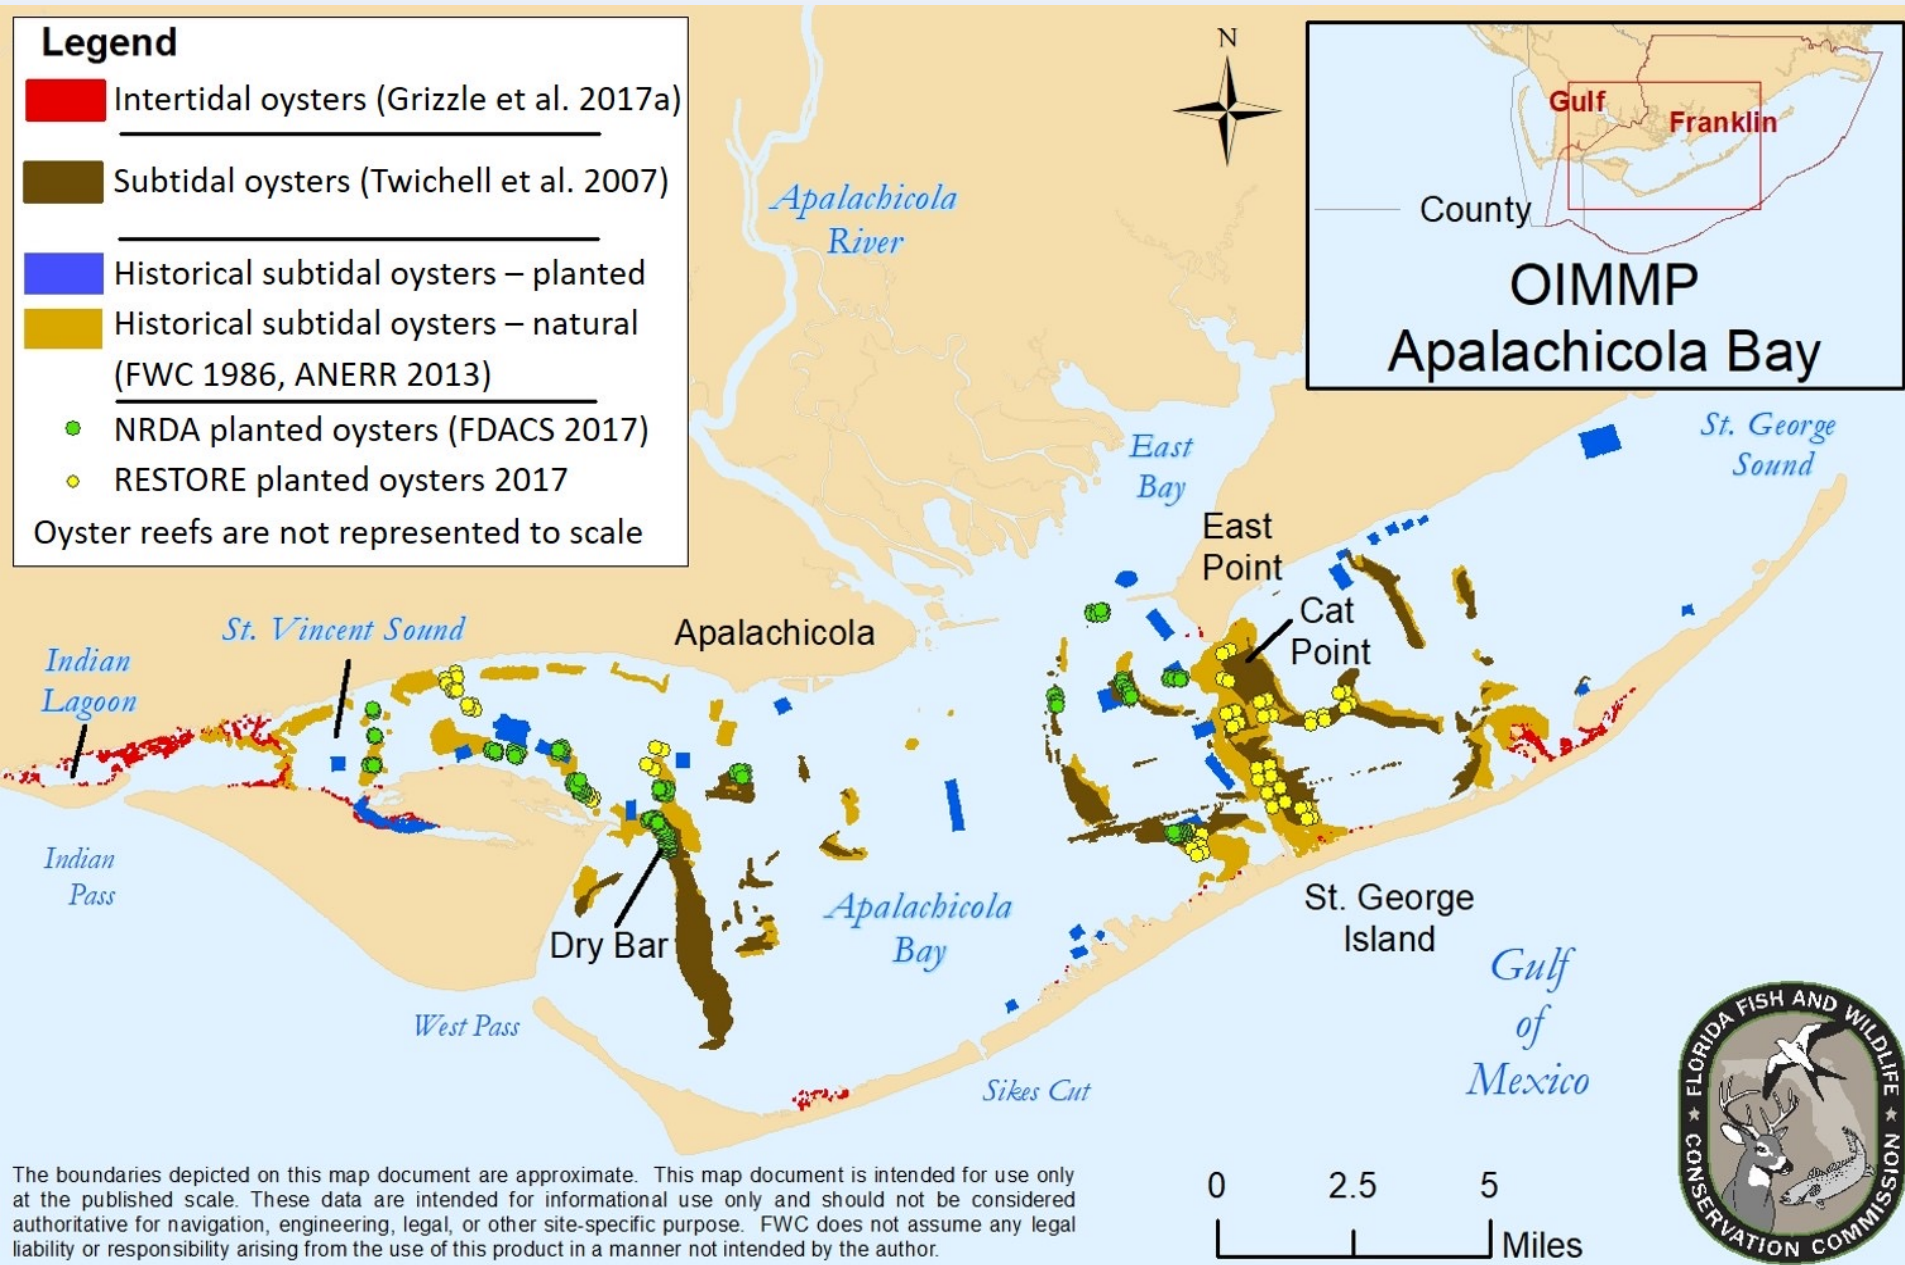 Legend
Intertidal oysters (Grizzle et al. 2017a)
Subtidal oysters (Twichell et al. 2007)
Historical subtidal oysters – planted
Historical subtidal oysters – natural
(FWC 1986, ANERR 2013)
NRDA planted oysters (FDACS 2017)
RESTORE planted oysters 2017
Oyster reefs are not represented to scale
N
Gulf
Franklin
County
OIMMP
Apalachicola Bay
Apalachicola
River
East
Bay
St. George
Sound
East
Point
Cat
Point
Apalachicola
St. Vincent Sound
Indian
Lagoon
Indian
Pass
Dry Bar
Apalachicola
Bay
St. George
Island
West Pass
Sikes Cut
Gulf
of
Mexico
The boundaries depicted on this map document are approximate. This map document is intended for use only
at the published scale. These data are intended for informational use only and should not be considered
authoritative for navigation, engineering, legal, or other site-specific purpose. FWC does not assume any legal
liability or responsibility arising from the use of this product in a manner not intended by the author.
0 2.5 5
Miles
FLORIDA FISH AND WILDLIFE
CONSERVATION COMMISSION